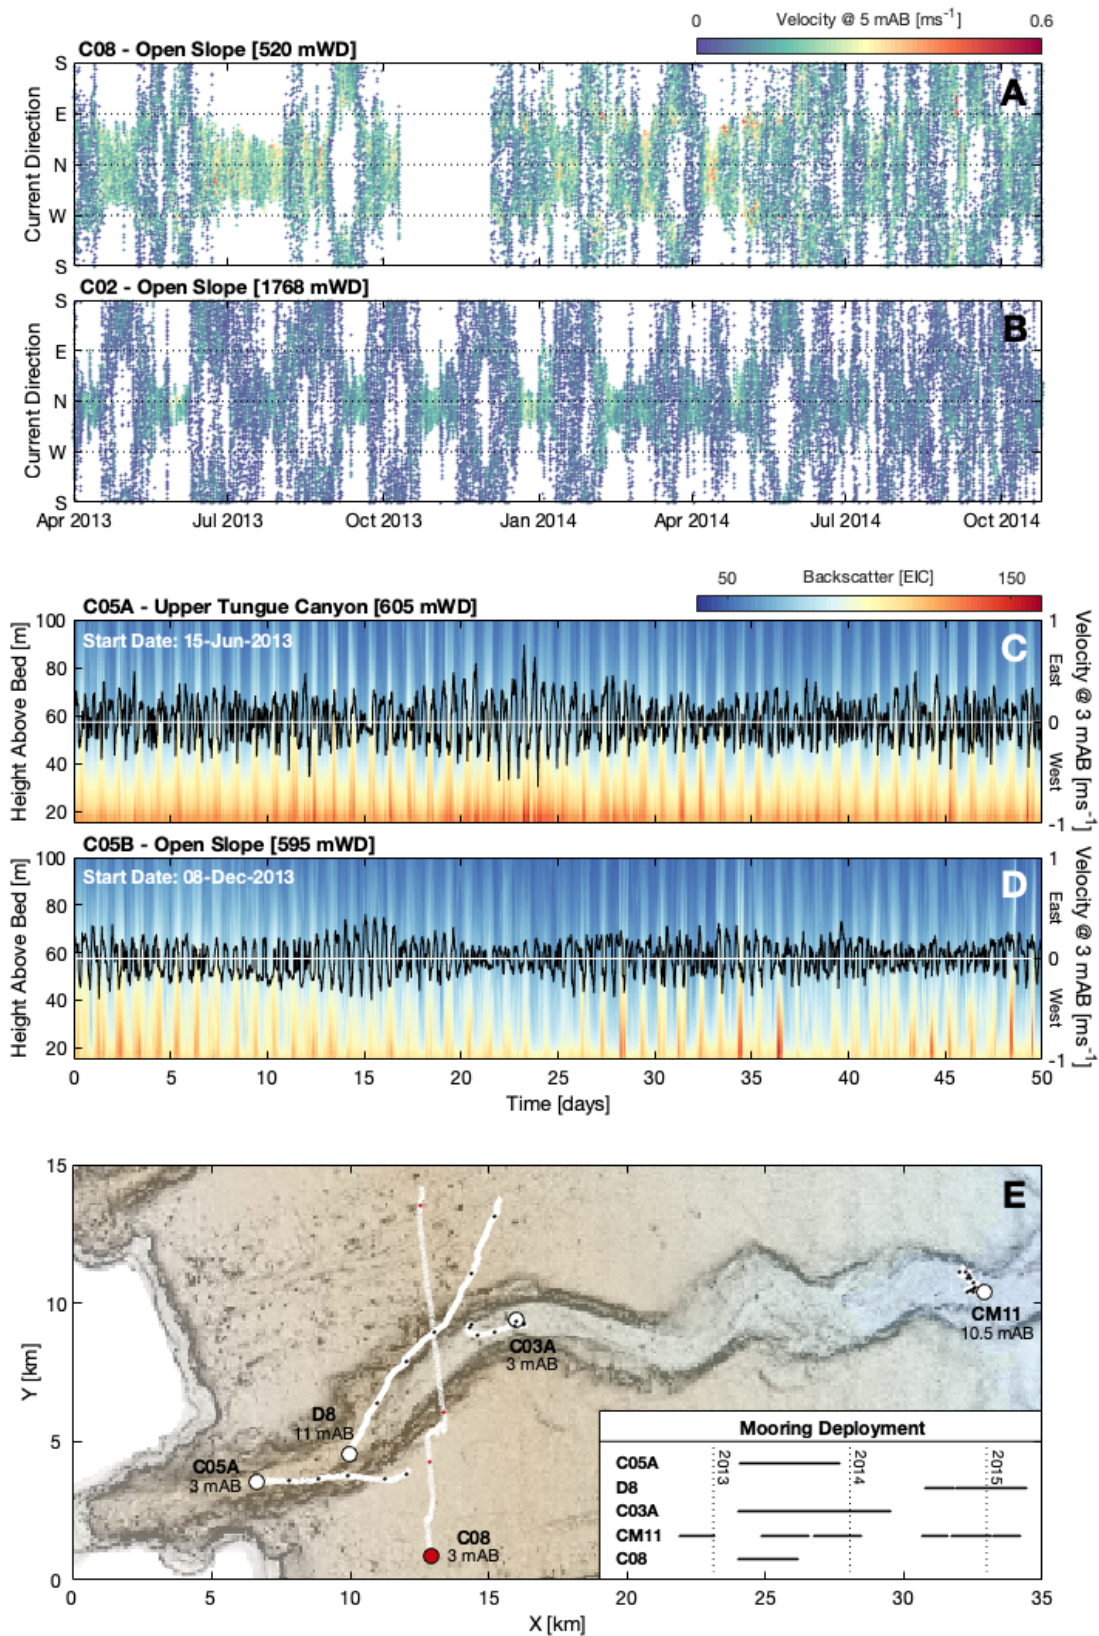 0 Velocity @ 5 mAB [ms⁻¹] 0.6
C08 - Open Slope [520 mWD]
A
Current Direction
S
E
N
W
S
C02 - Open Slope [1768 mWD]
B
Current Direction
S
E
N
W
S
Apr 2013 Jul 2013 Oct 2013 Jan 2014 Apr 2014 Jul 2014 Oct 2014
50 Backscatter [EIC] 150
C05A - Upper Tungue Canyon [605 mWD]
Start Date: 15-Jun-2013
C
Height Above Bed [m]
100
80
60
40
20
1
0
-1
East
West
Velocity @ 3 mAB [ms⁻¹]
C05B - Open Slope [595 mWD]
Start Date: 08-Dec-2013
D
Height Above Bed [m]
100
80
60
40
20
1
0
-1
East
West
Velocity @ 3 mAB [ms⁻¹]
0 5 10 15 20 25 30 35 40 45 50
Time [days]
E
Y [km]
15
10
5
0
CM11
10.5 mAB
C03A
3 mAB
D8
11 mAB
C05A
3 mAB
C08
3 mAB
Mooring Deployment
2013 2014 2015
C05A
D8
C03A
CM11
C08
0 5 10 15 20 25 30 35
X [km]